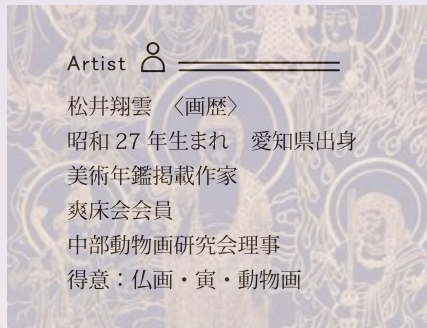 Artist
松井翔雲 〈画歴〉
昭和 27 年生まれ 愛知県出身
美術年鑑掲載作家
爽床会会員
中部動物画研究会理事
得意：仏画・寅・動物画